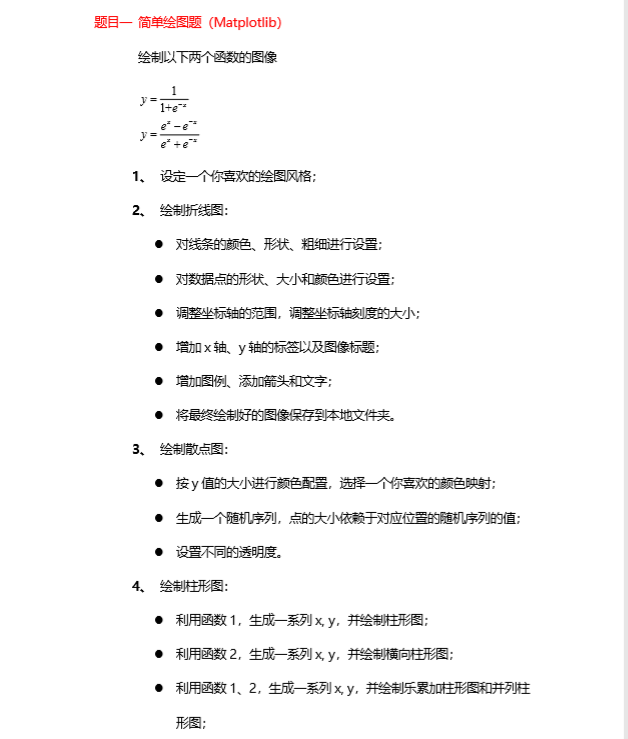 题目一 简单绘图题（Matplotlib）
绘制以下两个函数的图像
y = \frac{1}{1+e^{-x}}
y = \frac{e^{x}-e^{-x}}{e^{x}+e^{-x}}
1、 设定一个你喜欢的绘图风格；
2、 绘制折线图：
● 对线条的颜色、形状、粗细进行设置；
● 对数据点的形状、大小和颜色进行设置；
● 调整坐标轴的范围，调整坐标轴刻度的大小；
● 增加 x 轴、y 轴的标签以及图像标题；
● 增加图例、添加箭头和文字；
● 将最终绘制好的图像保存到本地文件夹。
3、 绘制散点图：
● 按 y 值的大小进行颜色配置，选择一个你喜欢的颜色映射；
● 生成一个随机序列，点的大小依赖于对应位置的随机序列的值；
● 设置不同的透明度。
4、 绘制柱形图：
● 利用函数 1，生成一系列 x, y，并绘制柱形图；
● 利用函数 2，生成一系列 x, y，并绘制横向柱形图；
● 利用函数 1、2，生成一系列 x, y，并绘制乐累加柱形图和并列柱
形图；